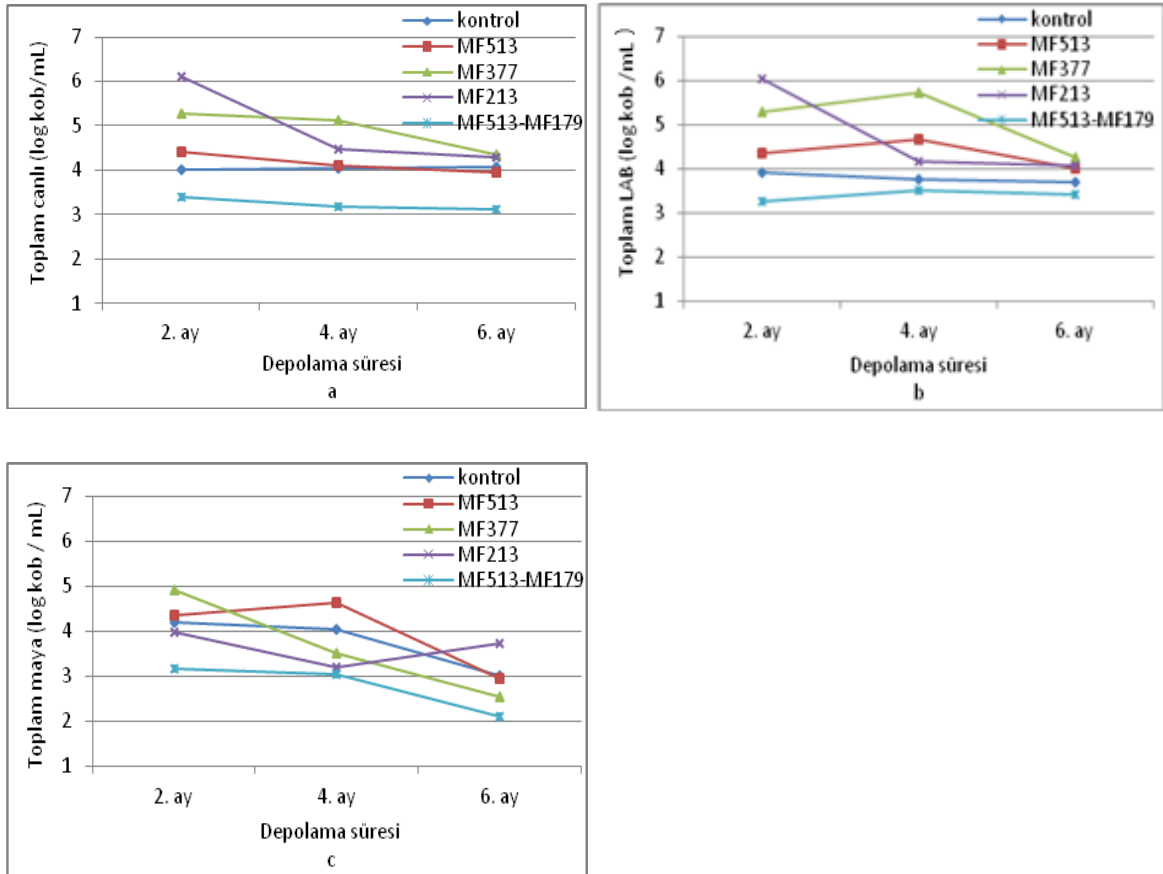 kontrol
MF513
MF377
MF213
MF513-MF179
7
6
5
4
3
2
1
Toplam canlı (log kob/mL)
2. ay
4. ay
6. ay
Depolama süresi
a
kontrol
MF513
MF377
MF213
MF513-MF179
7
6
5
4
3
2
1
Toplam LAB (log kob /mL )
2. ay
4. ay
6. ay
Depolama süresi
b
kontrol
MF513
MF377
MF213
MF513-MF179
7
6
5
4
3
2
1
Toplam maya (log kob / mL)
2. ay
4. ay
6. ay
Depolama süresi
c